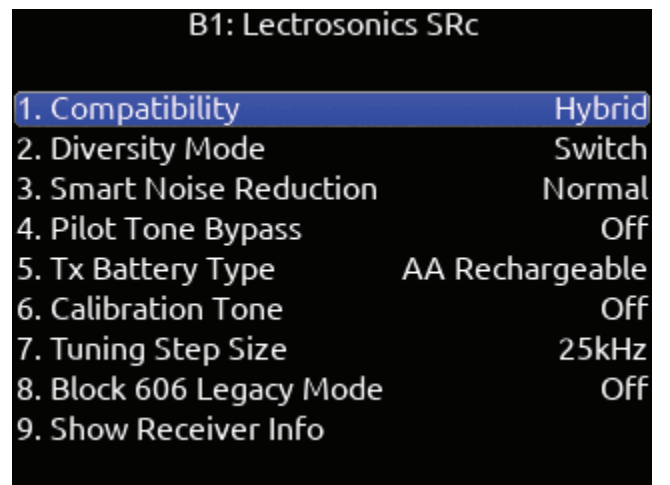 B1: Lectrosonics SRc
1. Compatibility Hybrid
2. Diversity Mode Switch
3. Smart Noise Reduction Normal
4. Pilot Tone Bypass Off
5. Tx Battery Type AA Rechargeable
6. Calibration Tone Off
7. Tuning Step Size 25kHz
8. Block 606 Legacy Mode Off
9. Show Receiver Info